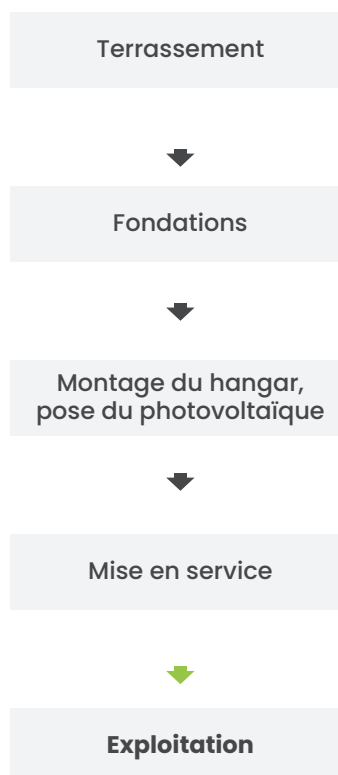 Terrassement
Fondations
Montage du hangar,
pose du photovoltaïque
Mise en service
Exploitation